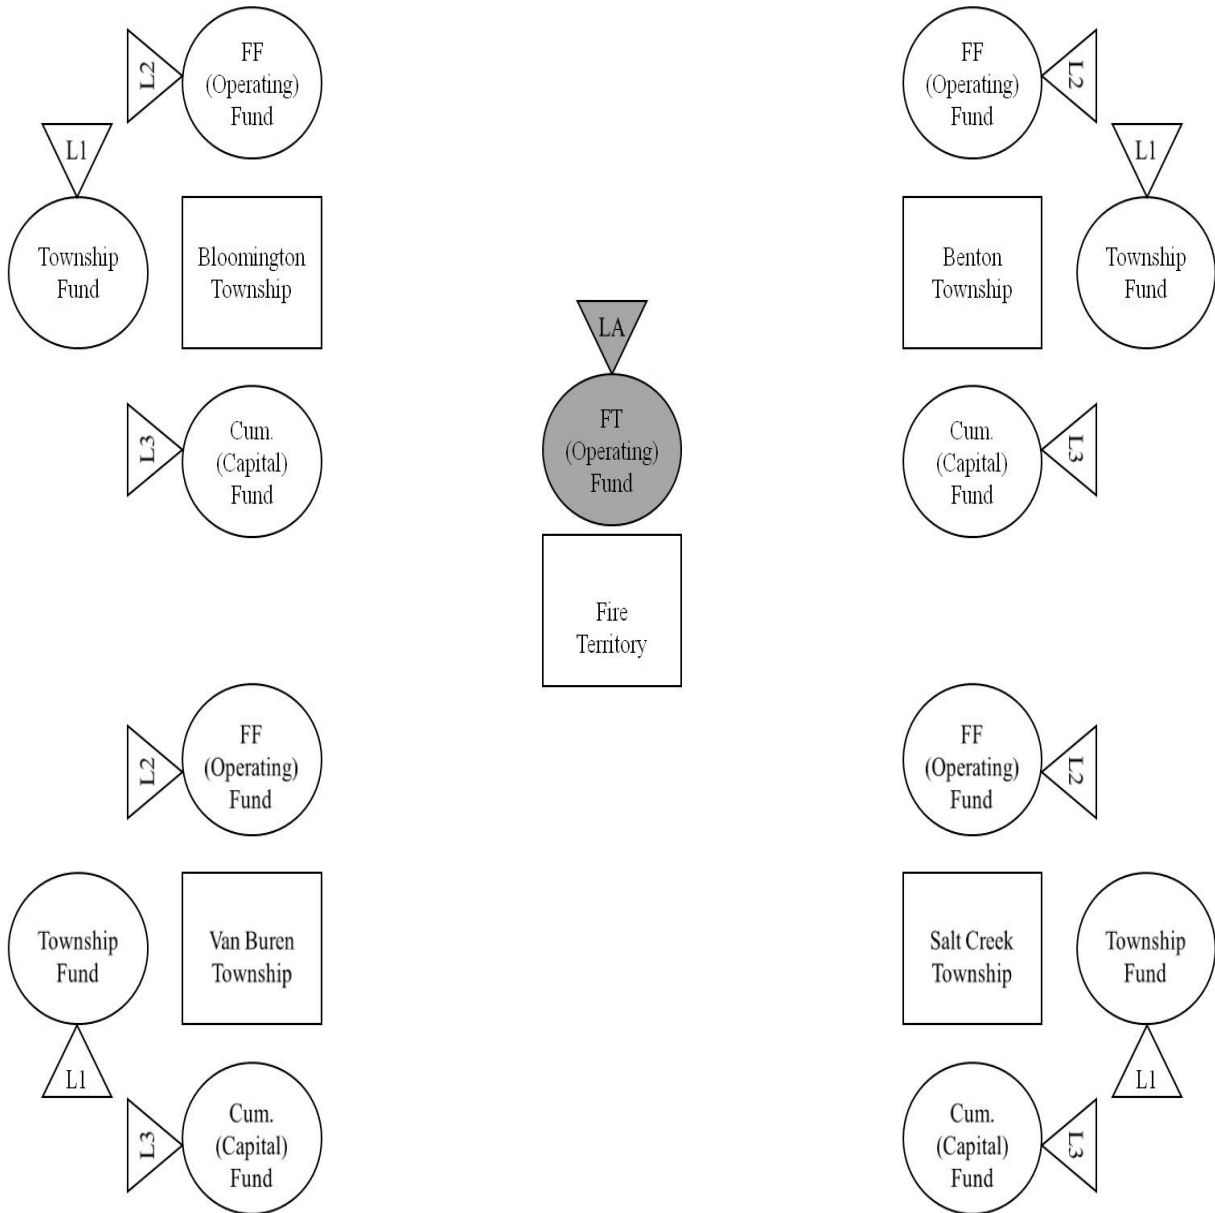 FF
(Operating)
Fund
L2
L1
Township
Fund
Bloomington
Township
L3
Cum.
(Capital)
Fund
FF
(Operating)
Fund
L2
L1
Benton
Township
Township
Fund
Cum.
(Capital)
Fund
L3
LA
FT
(Operating)
Fund
Fire
Territory
L2
FF
(Operating)
Fund
Township
Fund
Van Buren
Township
L1
L3
Cum.
(Capital)
Fund
FF
(Operating)
Fund
L2
Salt Creek
Township
Township
Fund
L1
Cum.
(Capital)
Fund
L3